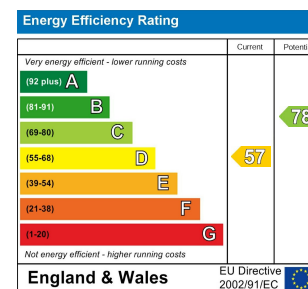 Energy Efficiency Rating
Current Potenti
Very energy efficient - lower running costs
(92 plus) A
(81-91) B
78
(69-80) C
(55-68) D
57
(39-54) E
(21-38) F
(1-20) G
Not energy efficient - higher running costs
England & Wales
EU Directive
2002/91/EC